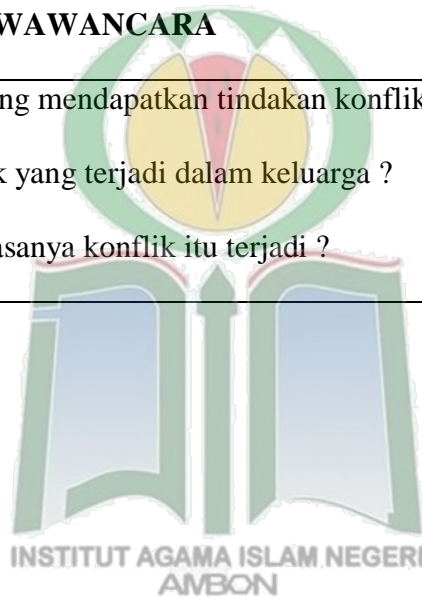 WAWANCARA
ng mendapatkan tindakan konflik
k yang terjadi dalam keluarga ?
asanya konflik itu terjadi ?
INSTITUT AGAMA ISLAM NEGERI
AMBON